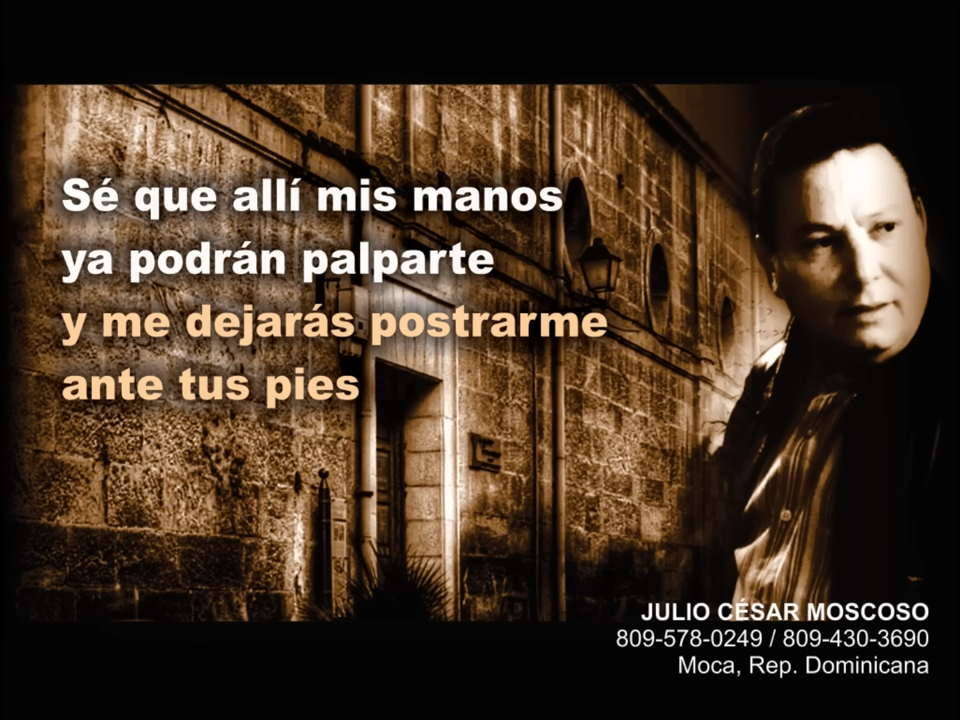 Sé que allí mis manos
ya podrán palparte
y me dejarás postrarme
ante tus pies
JULIO CÉSAR MOSCOSO
809-578-0249 / 809-430-3690
Moca, Rep. Dominicana